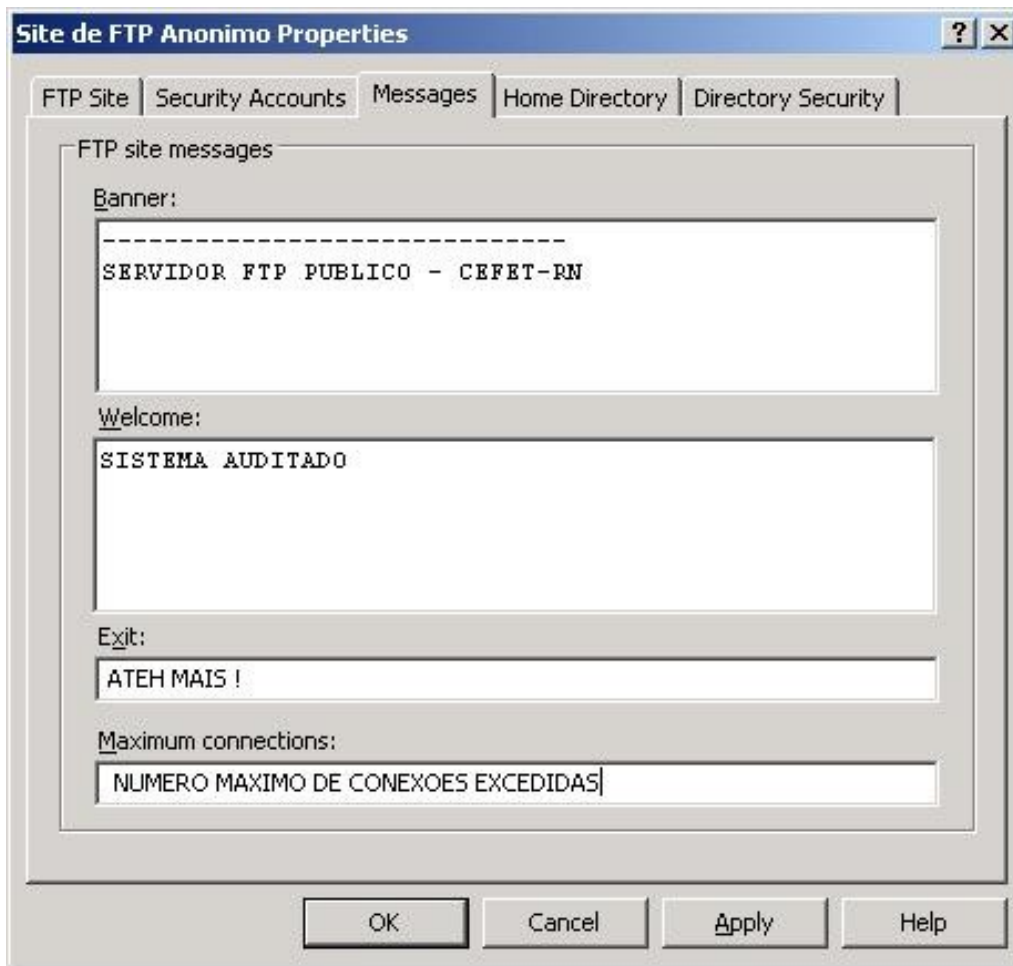 Site de FTP Anonimo Properties
FTP Site Security Accounts Messages Home Directory Directory Security
FTP site messages
Banner:
------------------------------
SERVIDOR FTP PUBLICO - CEFET-RN
Welcome:
SISTEMA AUDITADO
Exit:
ATEH MAIS !
Maximum connections:
NUMERO MAXIMO DE CONEXOES EXCEDIDAS
OK Cancel Apply Help